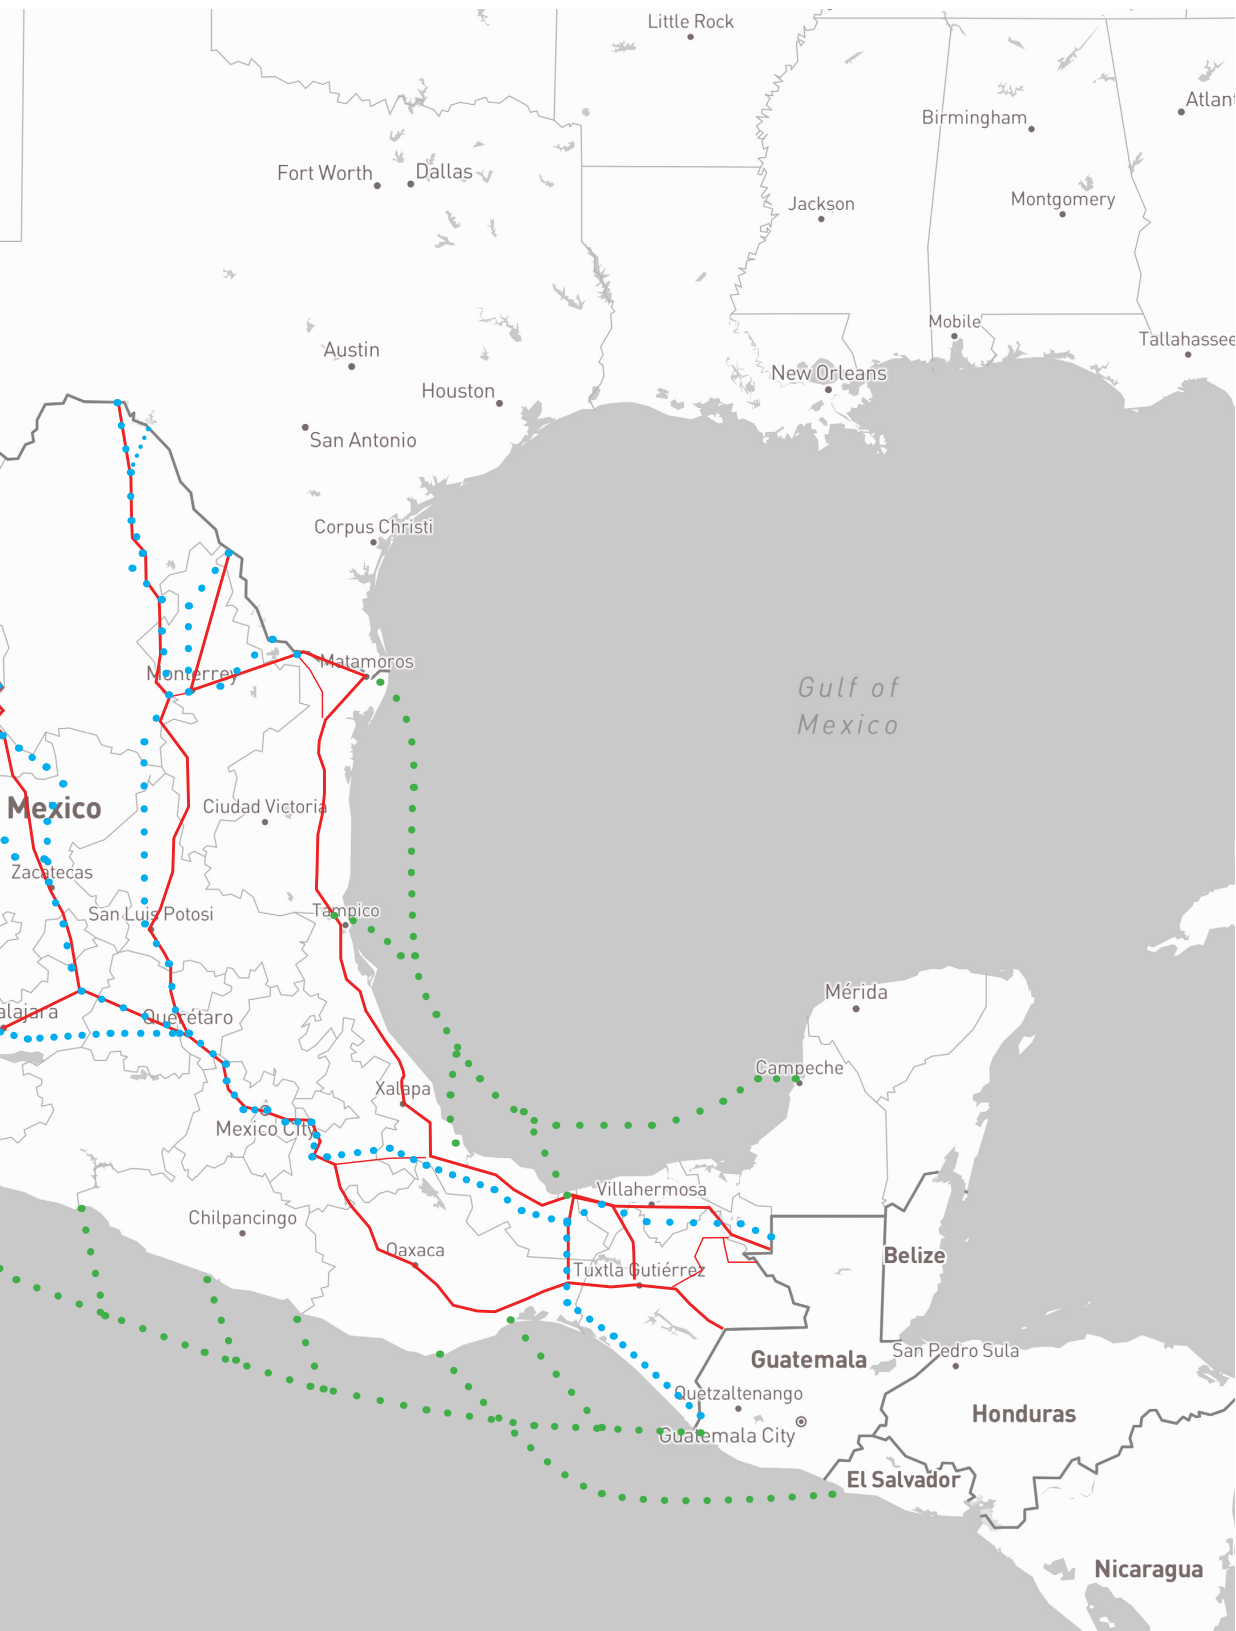 Little Rock
Atlan
Birmingham
Fort Worth
Dallas
Jackson
Montgomery
Mobile
Tallahassee
Austin
New Orleans
Houston
San Antonio
Corpus Christi
Matamoros
Monterrey
Gulf of
Mexico
Mexico
Ciudad Victoria
Zacatecas
San Luis Potosi
Tampico
Mérida
alajara
Querétaro
Campeche
Xalapa
Mexico City
Villahermosa
Chilpancingo
Oaxaca
Tuxtla Gutiérrez
Belize
San Pedro Sula
Guatemala
Quetzaltenango
Honduras
Guatemala City
El Salvador
Nicaragua